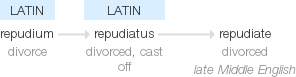 LATIN LATIN
repudium repudiatus repudiate
divorce divorced, cast off divorced
late Middle English